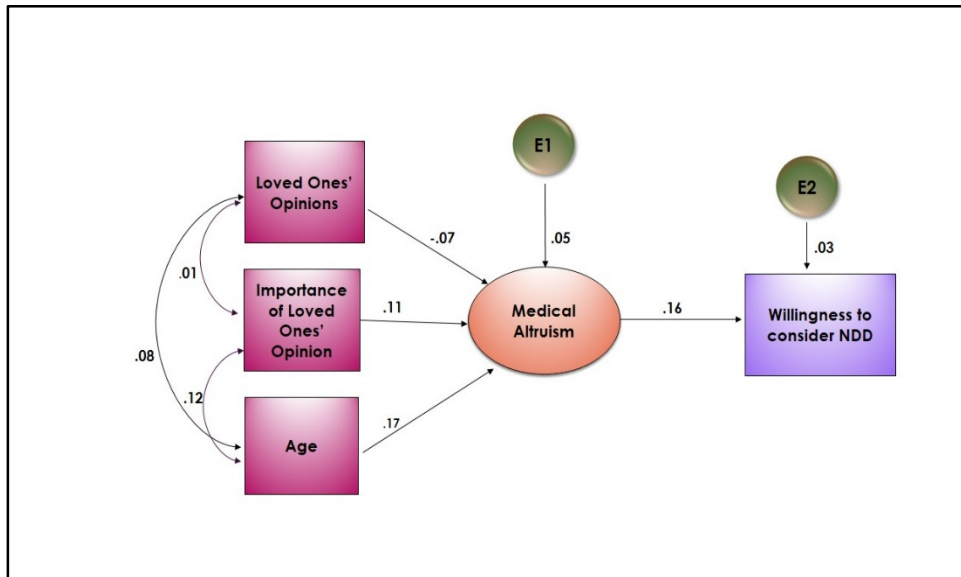 E1
E2
Loved Ones’
Opinions
-.07
.05
.03
.01
Importance
of Loved
Ones’
Opinion
.11
Medical
Altruism
.16
Willingness to
consider NDD
.08
.12
Age
.17